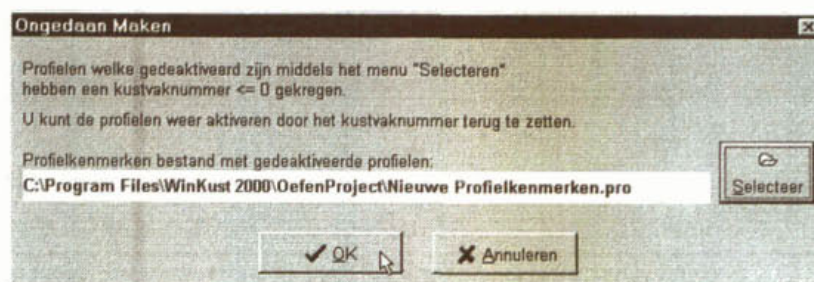 Ongedaan Maken
Profielen welke gedeaktiveerd zijn middels het menu "Selecteren"
hebben een kustvaknummer <= 0 gekregen.
U kunt de profielen weer aktiveren door het kustvaknummer terug te zetten.
Profielkenmerken bestand met gedeaktiveerde profielen:
C:\Program Files\WinKust 2000\OefenProject\Nieuwe Profielkenmerken.pro
Selecteer
OK
Annuleren